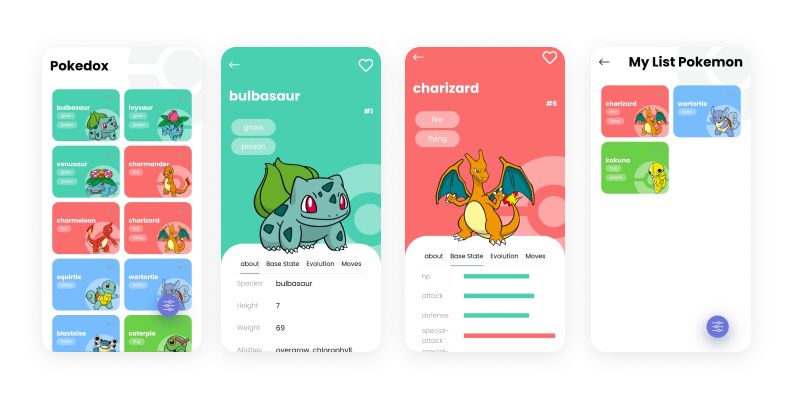 Pokedox
bulbasaur
grass
poison
ivysaur
grass
poison
venusaur
grass
poison
charmander
fire
charmeleon
fire
charizard
fire
flying
squirtle
water
wartortle
water
blastoise
water
caterpie
bug
bulbasaur
#1
grass
poison
about Base State Evolution Moves
Species bulbasaur
Height 7
Weight 69
Abilities overgrow, chlorophyll
charizard
#6
fire
flying
about Base State Evolution Moves
hp
attack
defense
special-
attack
special-
My List Pokemon
charizard
fire
flying
wartortle
water
kakuna
bug
poison